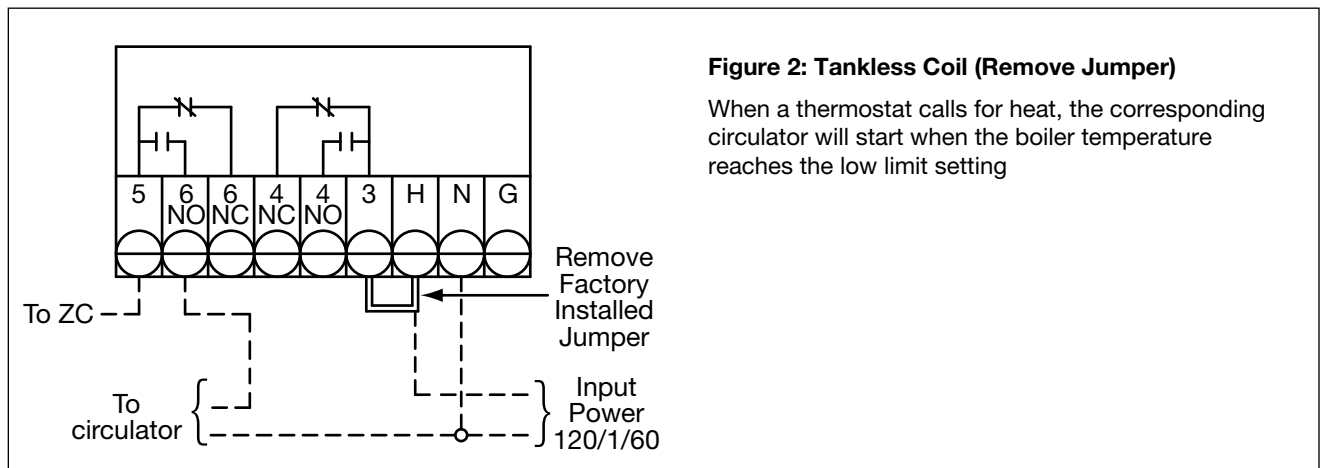 Figure 2: Tankless Coil (Remove Jumper)
When a thermostat calls for heat, the corresponding
circulator will start when the boiler temperature
reaches the low limit setting
5 6 6 4 4 3 H N G
NO NC NC NO
Remove
Factory
Installed
Jumper
To ZC
To
circulator
Input
Power
120/1/60